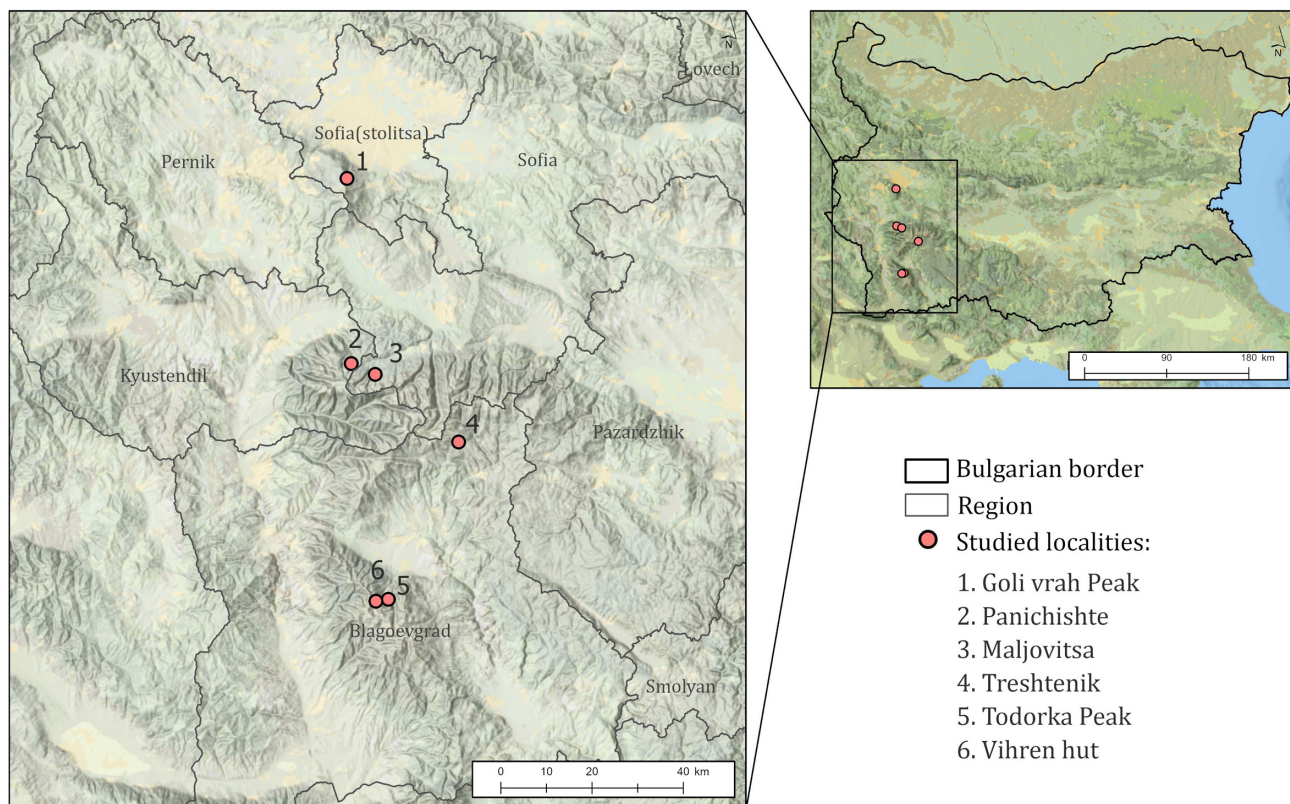 N
Lovech
Sofia(stolitsa)
Pernik
1
Sofia
2
3
Kyustendil
4
Pazardzhik
6
5
Blagoevgrad
Smolyan
0 10 20 40 km
N
0 90 180 km
Bulgarian border
Region
Studied localities:
1. Goli vrah Peak
2. Panichishte
3. Maljovitsa
4. Treshtenik
5. Todorka Peak
6. Vihren hut